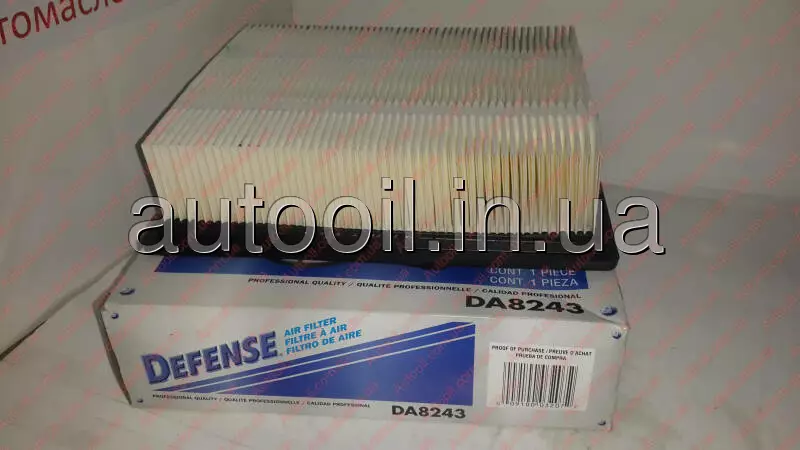 томасла
autooil.in.ua
CONT. 1 PIECE
CONT. 1 PIEZA
PROFESSIONAL QUALITY / QUALITÉ PROFESSIONNELLE / CALIDAD PROFESIONAL
DA8243
DEFENSE
AIR FILTER
FILTRE À AIR
FILTRO DE AIRE
PROOF OF PURCHASE / PREUVE D'ACHAT
PRUEBA DE COMPRA
PROFESSIONAL QUALITY / QUALITÉ PROFESSIONNELLE / CALIDAD PROFESIONAL
DA8243